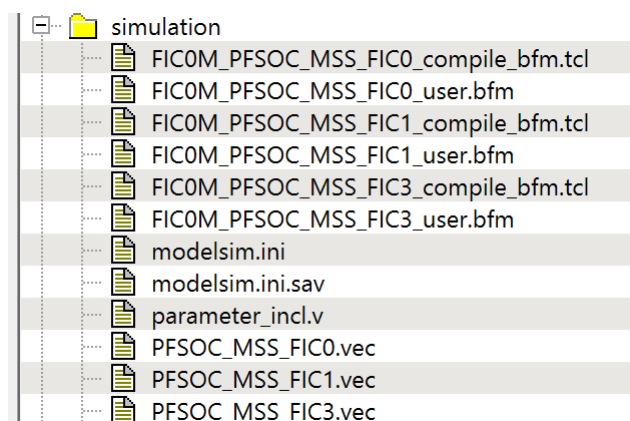 simulation
FIC0M_PFSOC_MSS_FIC0_compile_bfm.tcl
FIC0M_PFSOC_MSS_FIC0_user.bfm
FIC0M_PFSOC_MSS_FIC1_compile_bfm.tcl
FIC0M_PFSOC_MSS_FIC1_user.bfm
FIC0M_PFSOC_MSS_FIC3_compile_bfm.tcl
FIC0M_PFSOC_MSS_FIC3_user.bfm
modelsim.ini
modelsim.ini.sav
parameter_incl.v
PFSOC_MSS_FIC0.vec
PFSOC_MSS_FIC1.vec
PFSOC_MSS_FIC3.vec